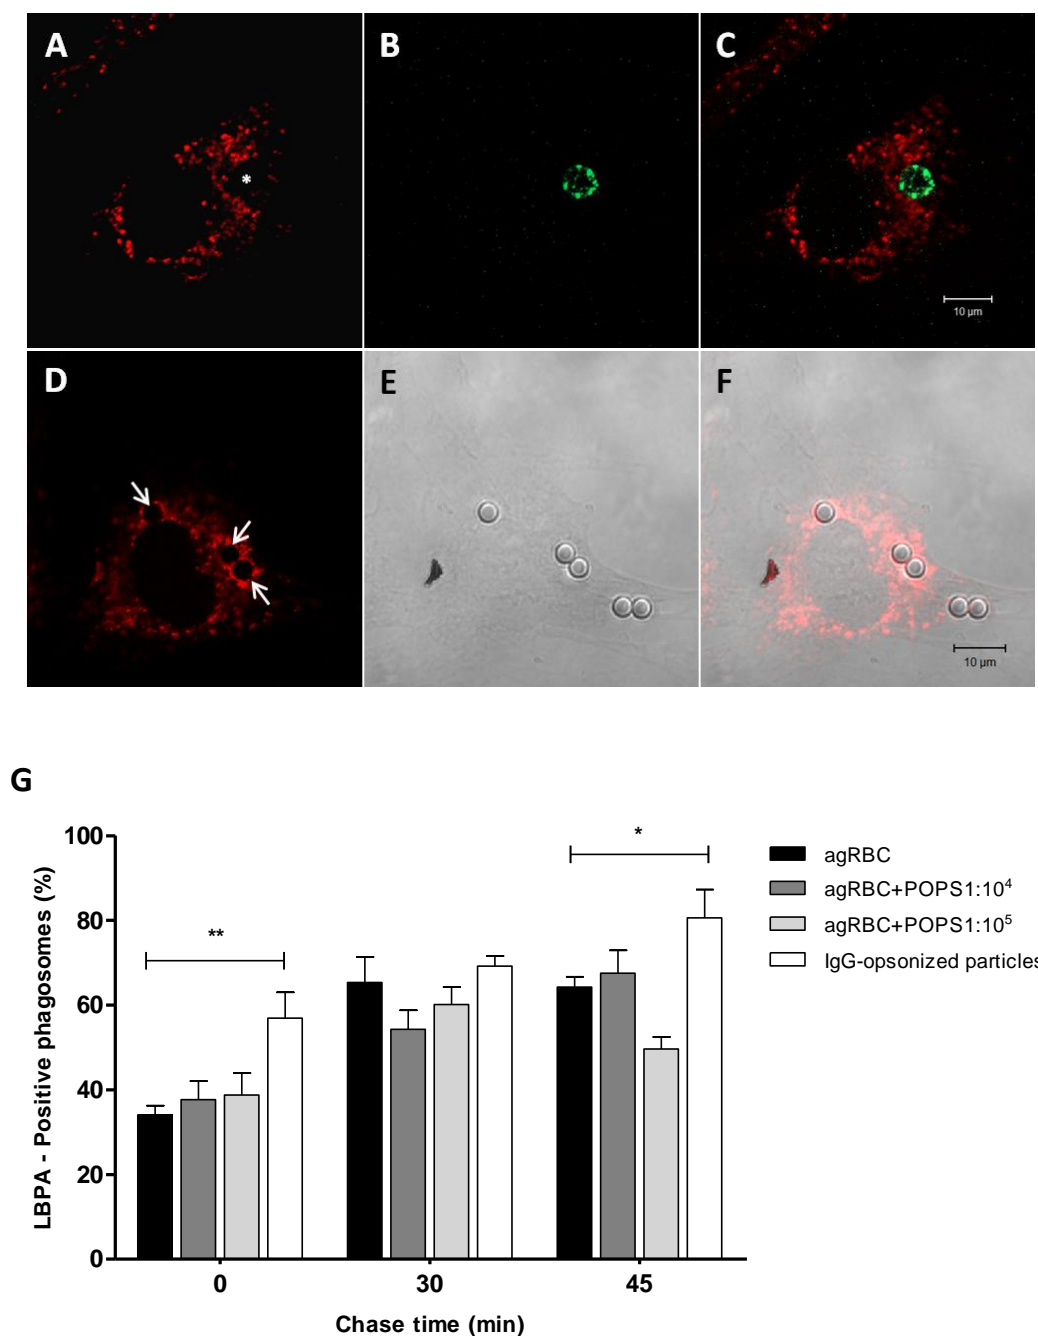 A
B
C
*
10 µm
D
E
F
10 µm
G
LBPA - Positive phagosomes (%)
100
80
60
40
20
0
**
*
agRBC
agRBC+POPS1:10⁴
agRBC+POPS1:10⁵
IgG-opsonized particles
0 30 45
Chase time (min)